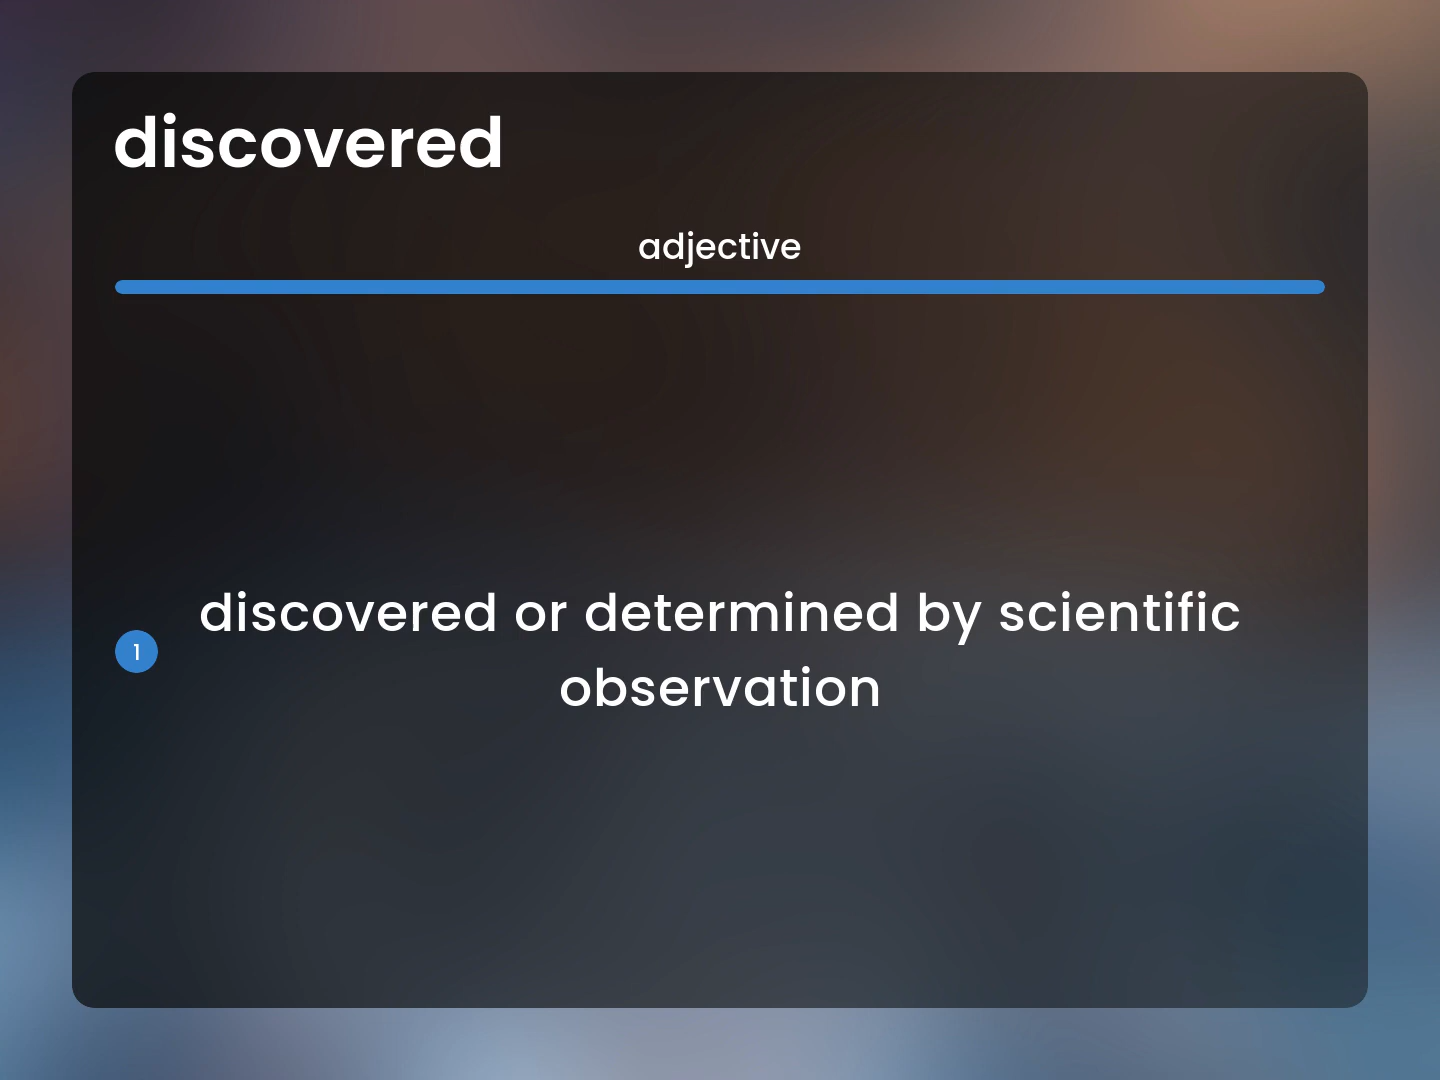 discovered
adjective
1
discovered or determined by scientific
observation